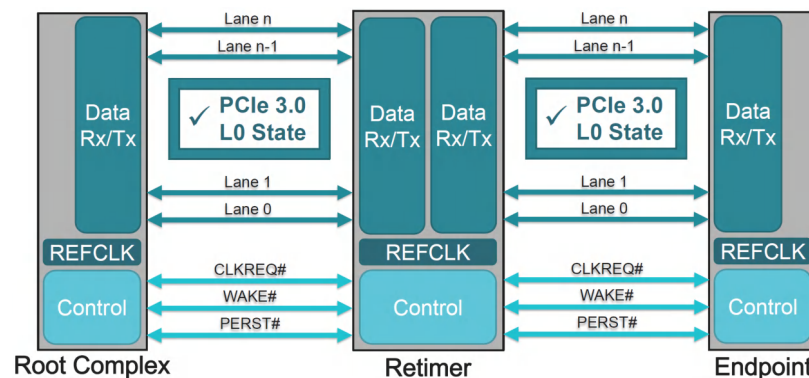 Lane n
Lane n-1
Data
Rx/Tx
✓ PCIe 3.0
L0 State
Lane 1
Lane 0
REFCLK
CLKREQ#
Control
WAKE#
PERST#
Root Complex
Data
Rx/Tx
Data
Rx/Tx
REFCLK
Control
Retimer
Lane n
Lane n-1
✓ PCIe 3.0
L0 State
Lane 1
Lane 0
CLKREQ#
WAKE#
PERST#
Data
Rx/Tx
REFCLK
Control
Endpoint